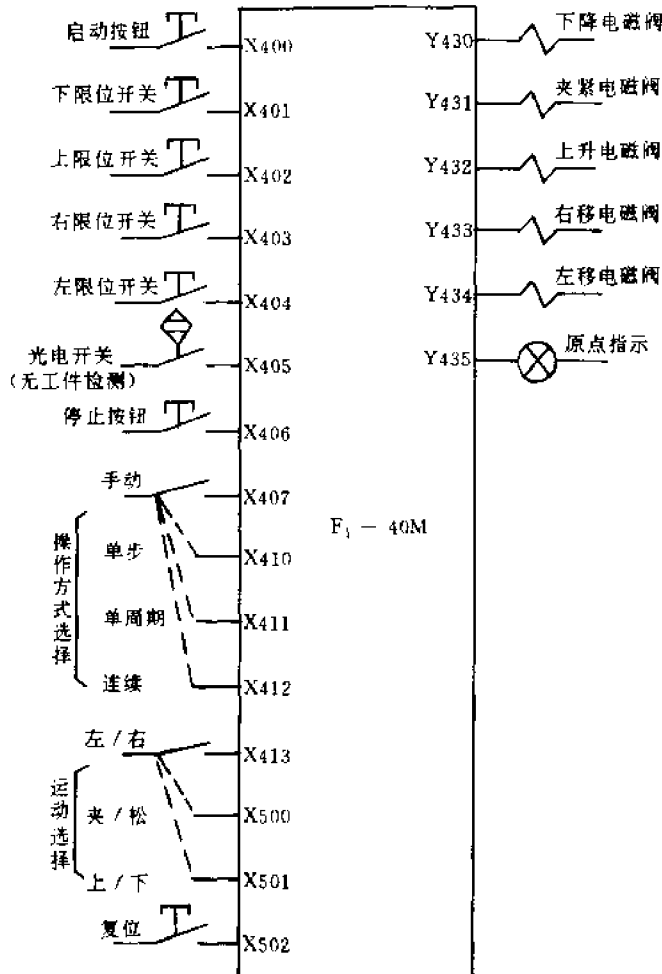 启动按钮
X400
下限位开关
X401
上限位开关
X402
右限位开关
X403
左限位开关
X404
光电开关
(无工件检测)
X405
停止按钮
X406
操作方式选择
手动
X407
单步
X410
单周期
X411
连续
X412
运动选择
左/右
X413
夹/松
X500
上/下
X501
复位
X502
F₁-40M
Y430
下降电磁阀
Y431
夹紧电磁阀
Y432
上升电磁阀
Y433
右移电磁阀
Y434
左移电磁阀
Y435
原点指示